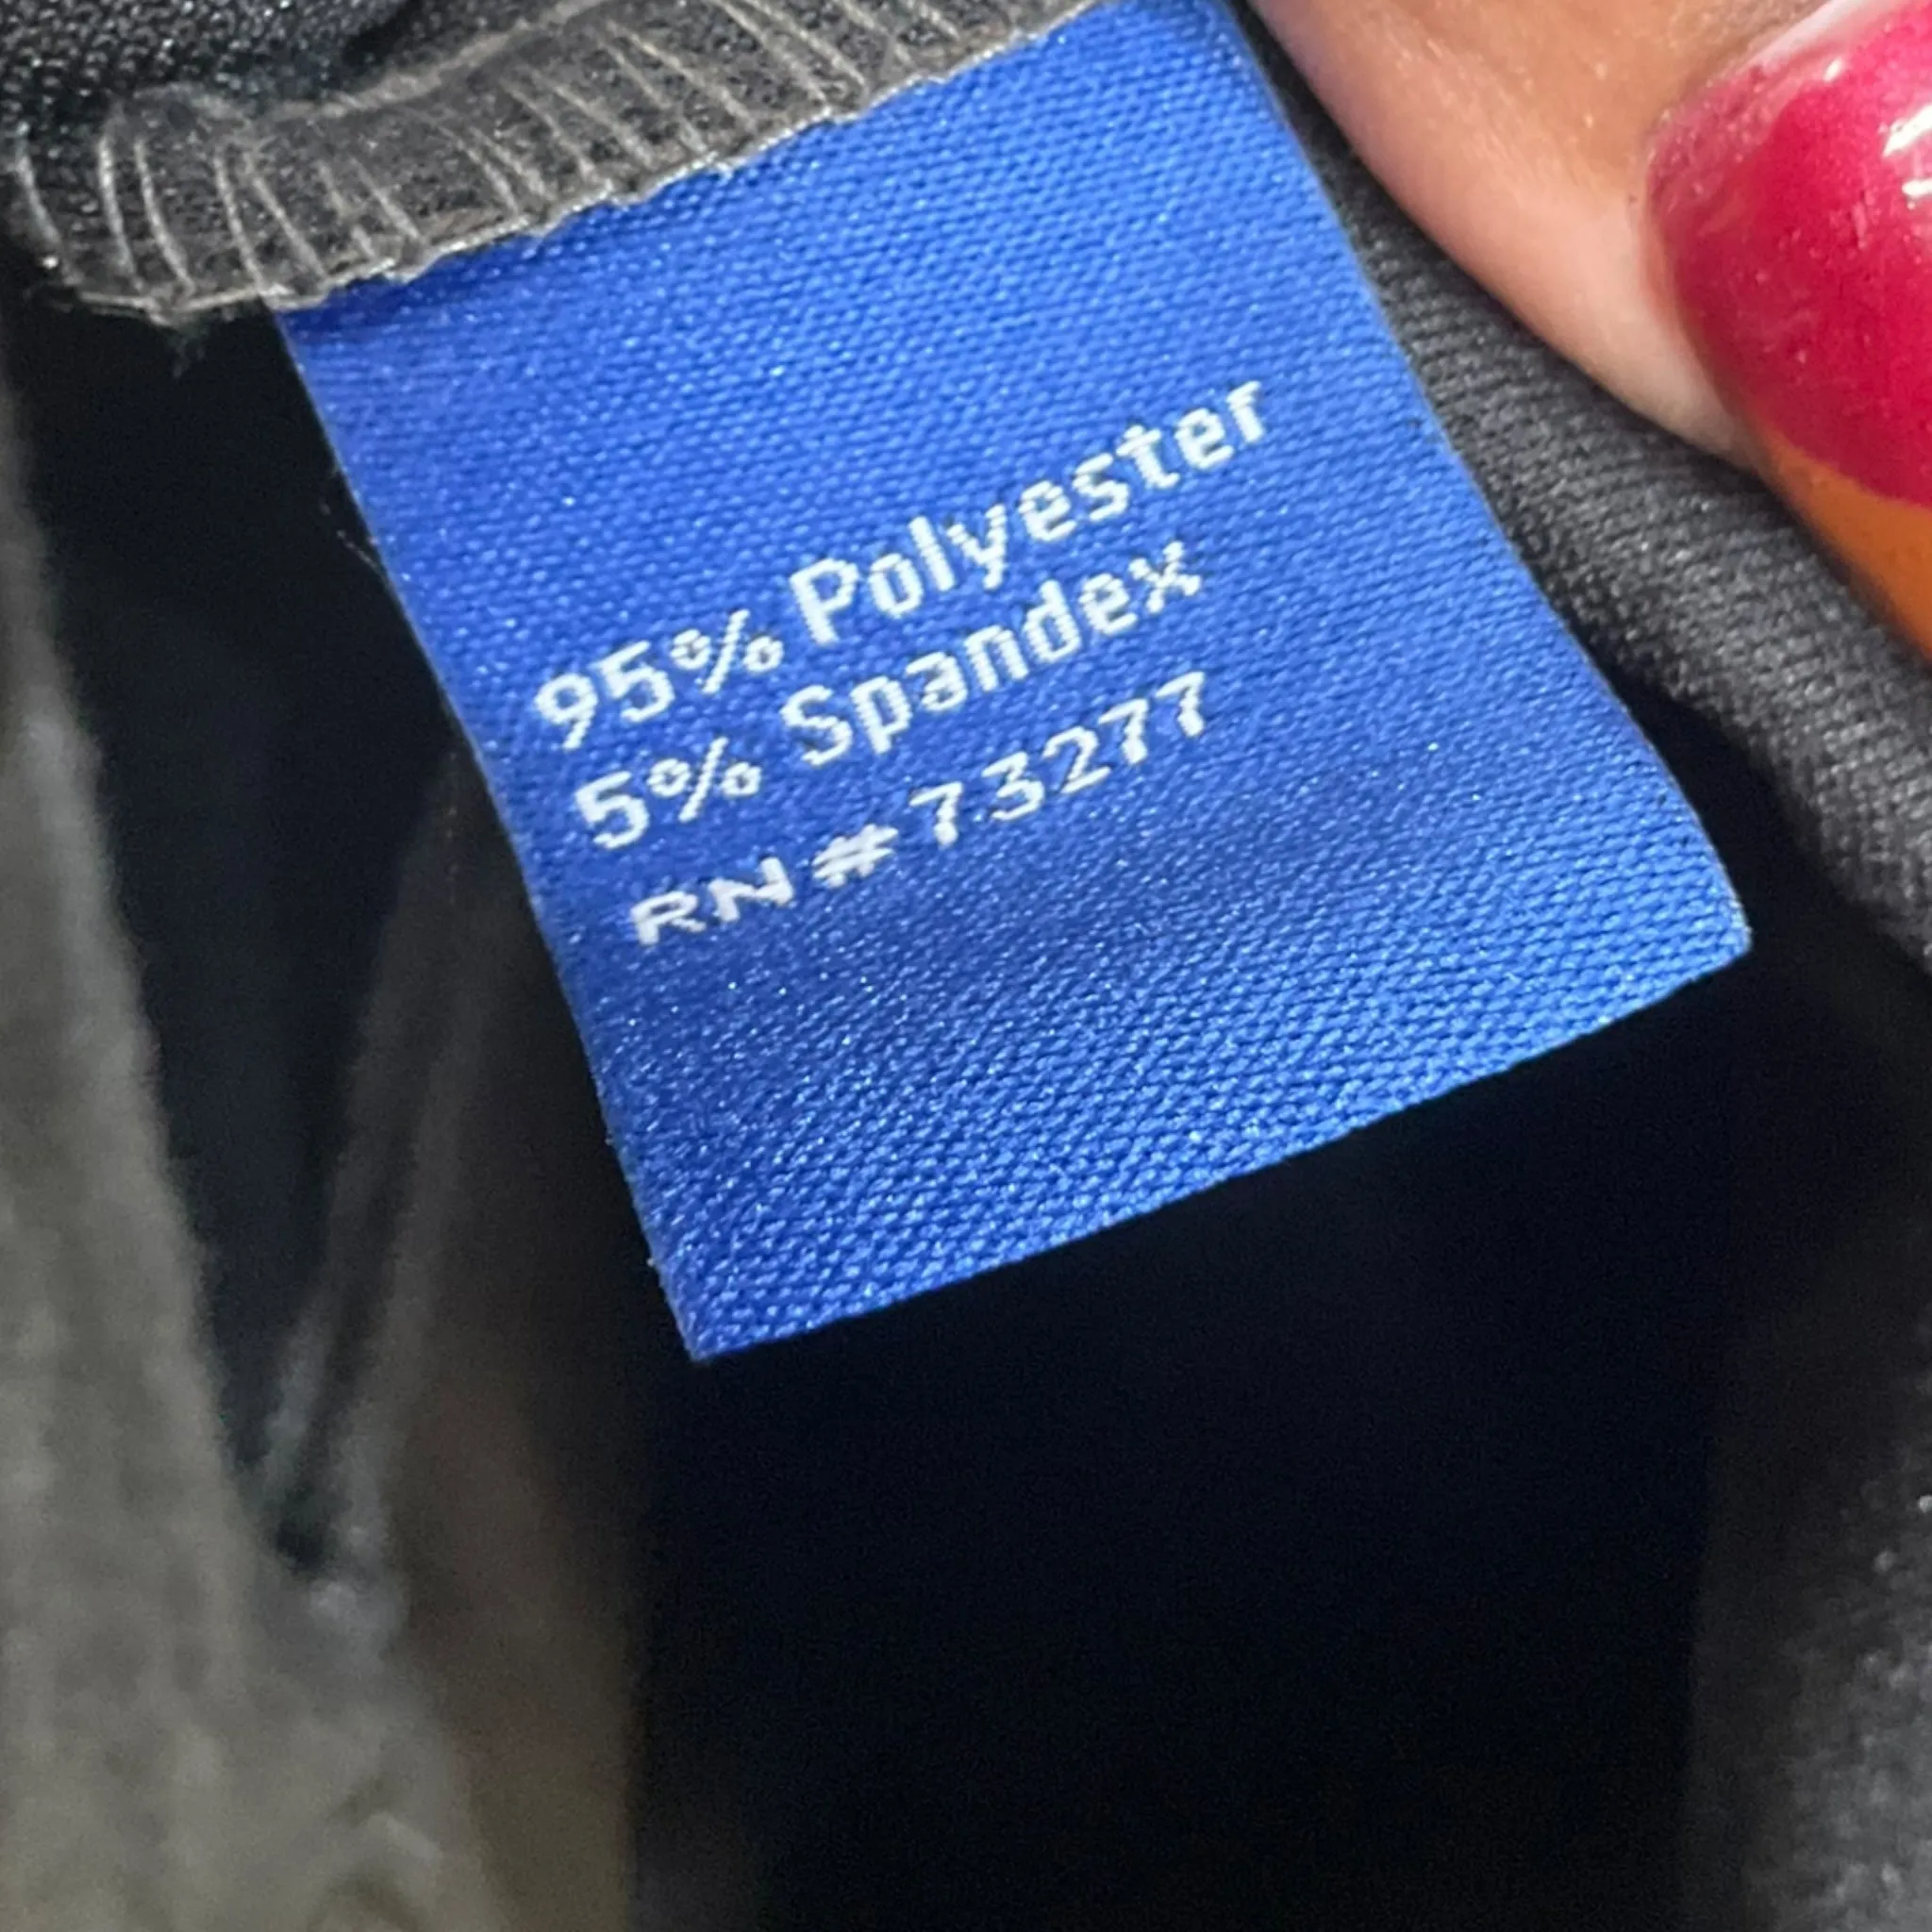 95% Polyester
5% Spandex
RN#73277